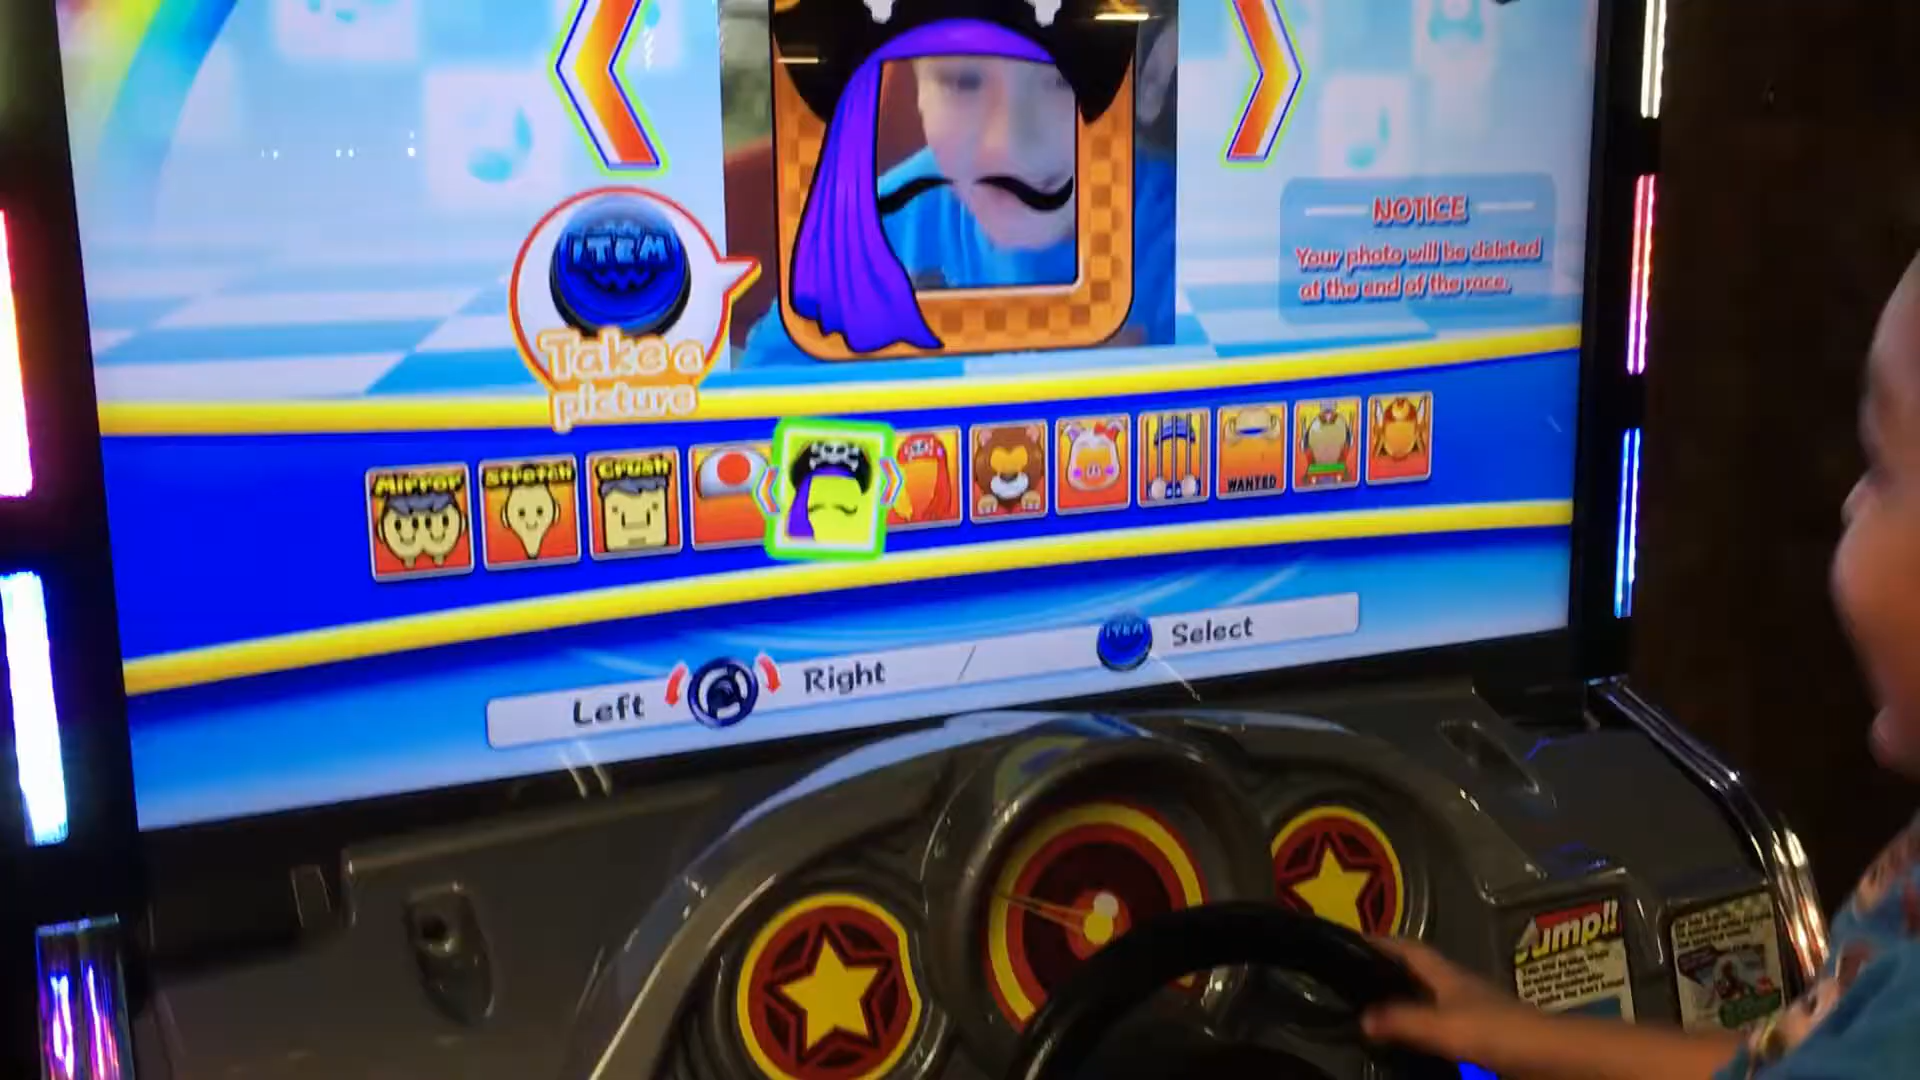 NOTICE
Your photo will be deleted
at the end of the race.
ITEM
Take a
picture
Mirror
Stretch
Crush
WANTED
Left
Right
/
ITEM
Select
Jump!!